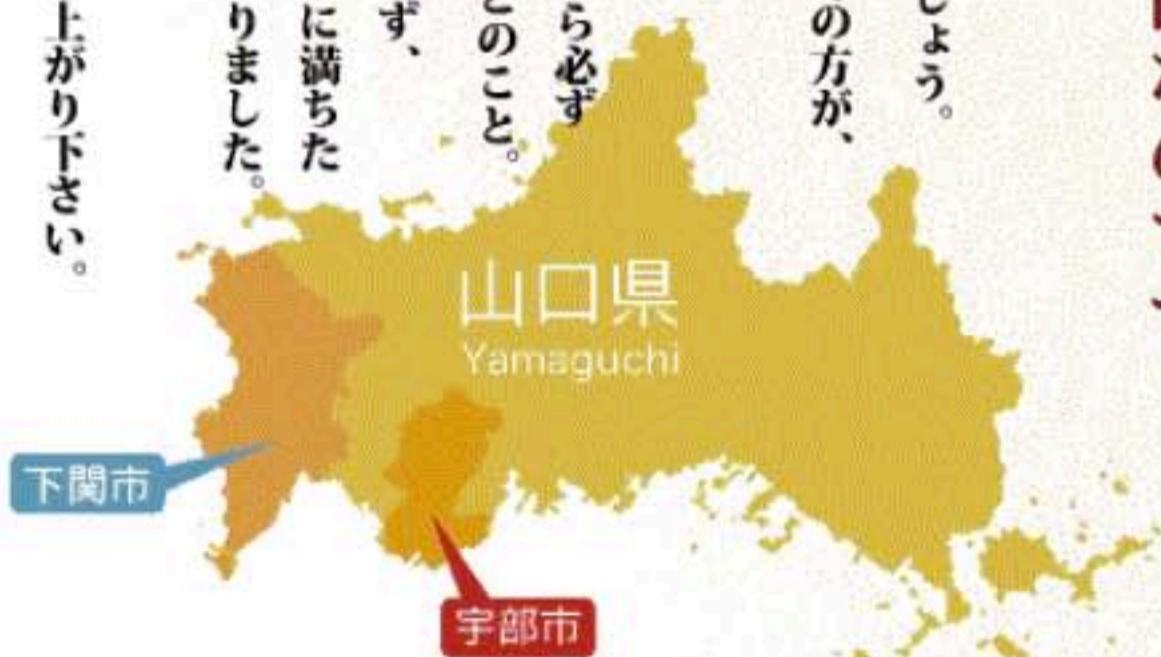 しょう。
の方が、
ら必ず
とのこと。
ず、
に満ちた
りました。
上がり下さい。
山口県
Yamaguchi
下関市
宇部市